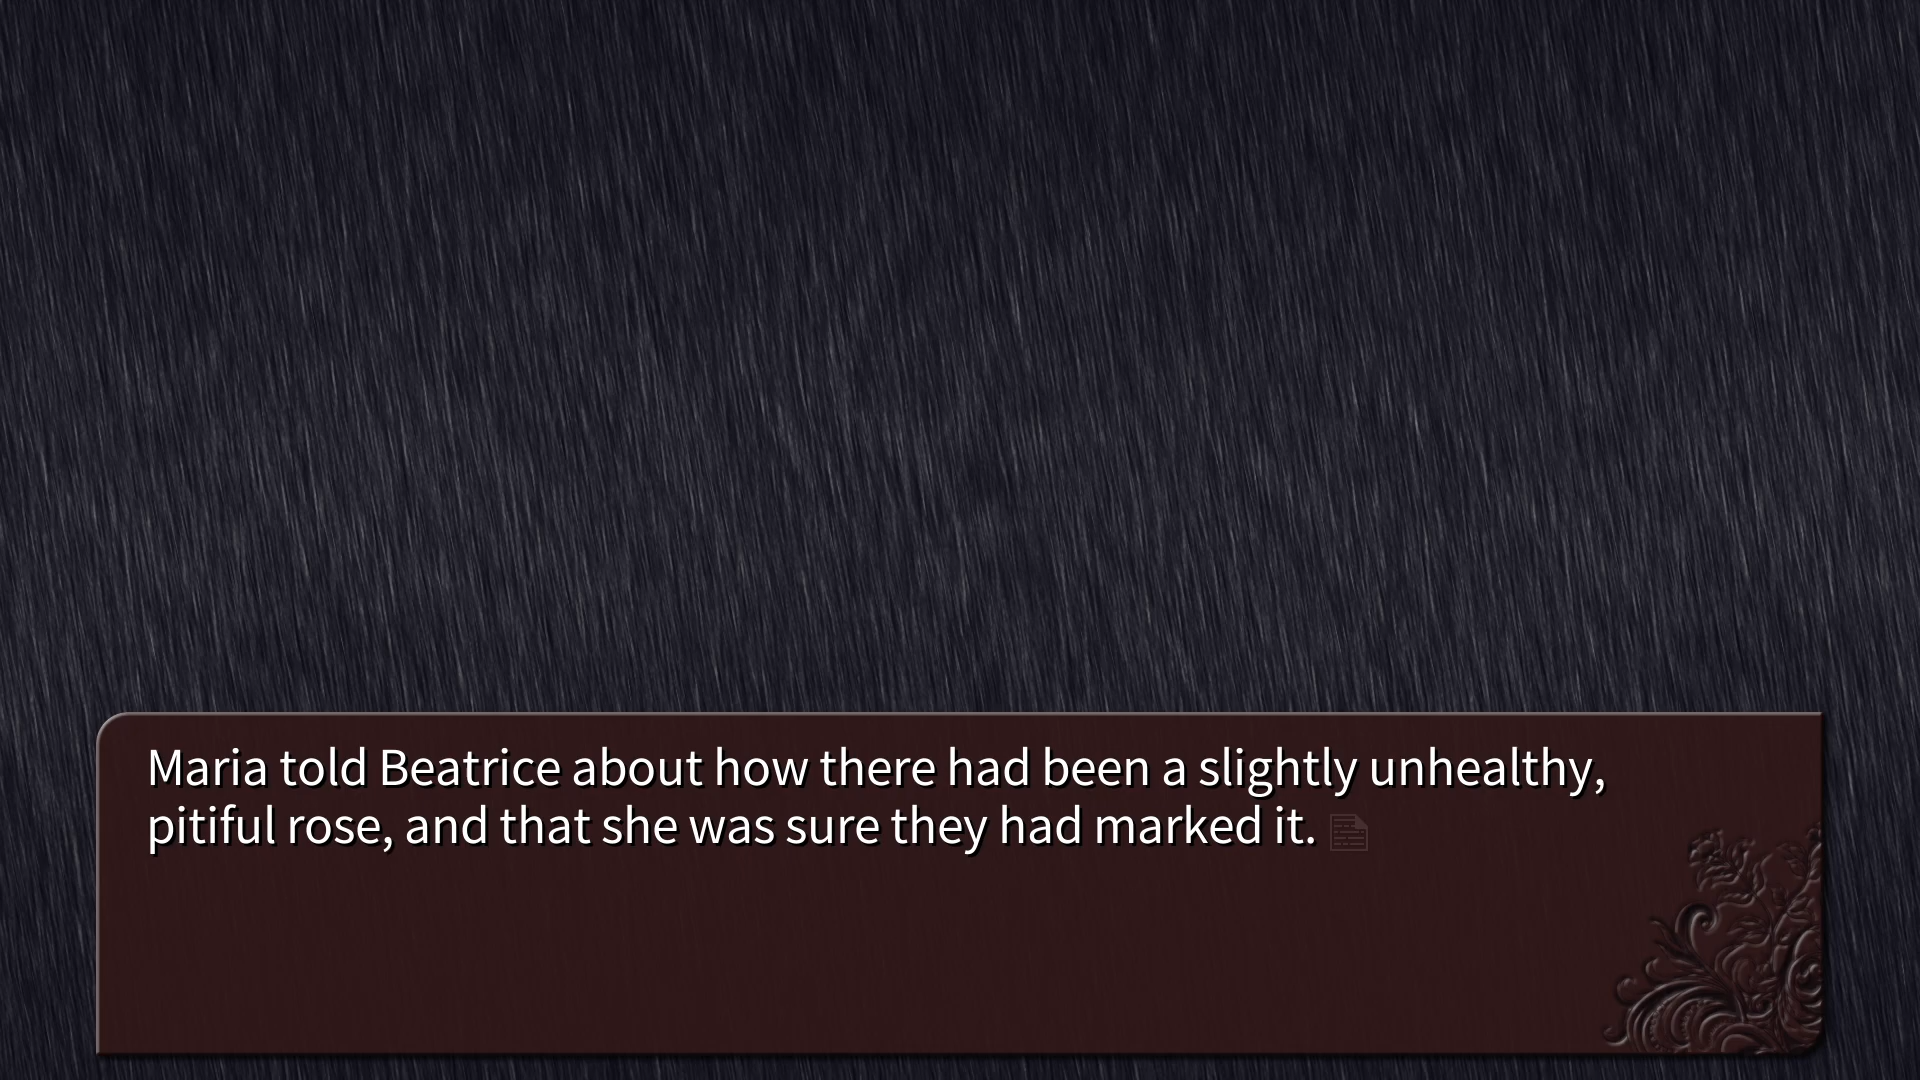 Maria told Beatrice about how there had been a slightly unhealthy,
pitiful rose, and that she was sure they had marked it.